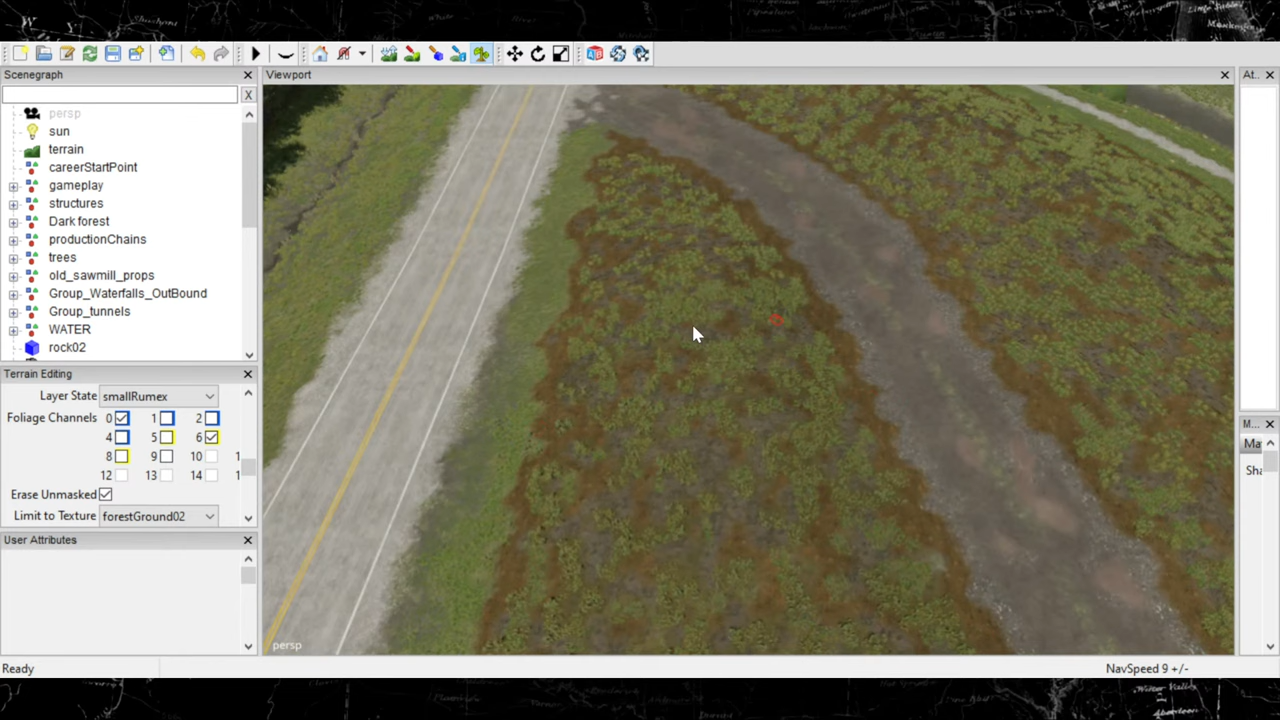 Scenegraph
Viewport
At..
X
persp
sun
terrain
careerStartPoint
gameplay
structures
Dark forest
productionChains
trees
old_sawmill_props
Group_Waterfalls_OutBound
Group_tunnels
WATER
rock02
Terrain Editing
Layer State smallRumex
Foliage Channels 0 1 2
4 5 6
8 9 10 1
12 13 14 1
Erase Unmasked
Limit to Texture forestGround02
User Attributes
M...
Ma
Sha
persp
Ready
NavSpeed 9 +/-